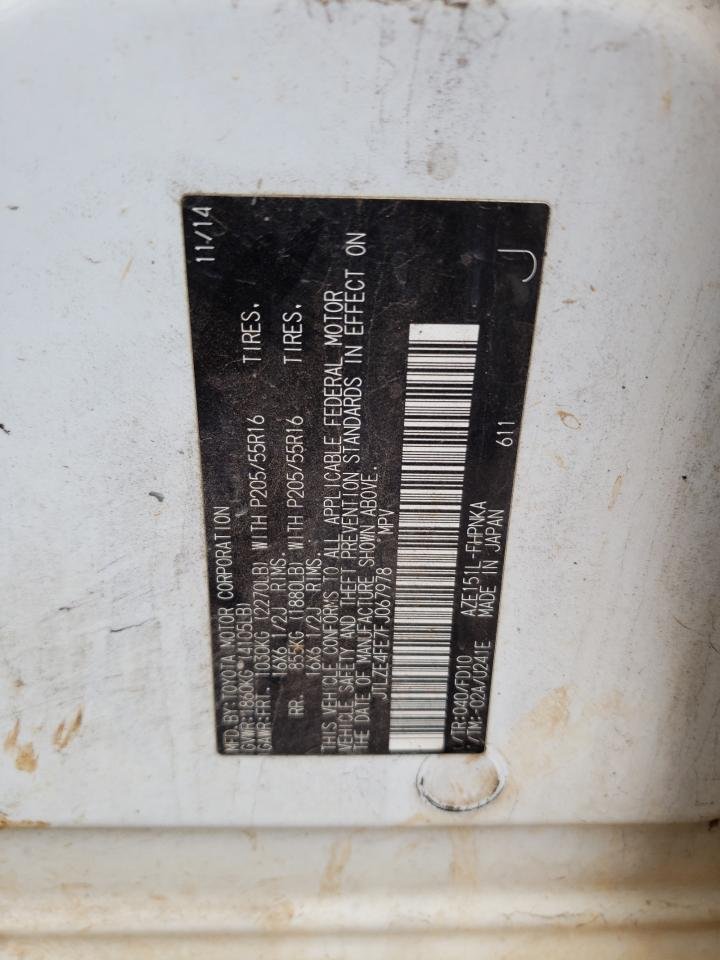 MFD.BY:TOYOTA MOTOR CORPORATION 11/14
GVWR:1860KG (4105LB)
GAWR:FRT. 1030KG (2270LB) WITH P205/55R16 TIRES,
16X6 1/2J RIMS.
RR. 855KG (1880LB) WITH P205/55R16 TIRES,
16X6 1/2J RIMS.
THIS VEHICLE CONFORMS TO ALL APPLICABLE FEDERAL MOTOR
VEHICLE SAFETY AND THEFT PREVENTION STANDARDS IN EFFECT ON
THE DATE OF MANUFACTURE SHOWN ABOVE.
JTLZE4FE7FJ067978 MPV
C/TR:040/FD10 AZE151L-FHPNKA
A/TM:-02A/U241E MADE IN JAPAN 611
J